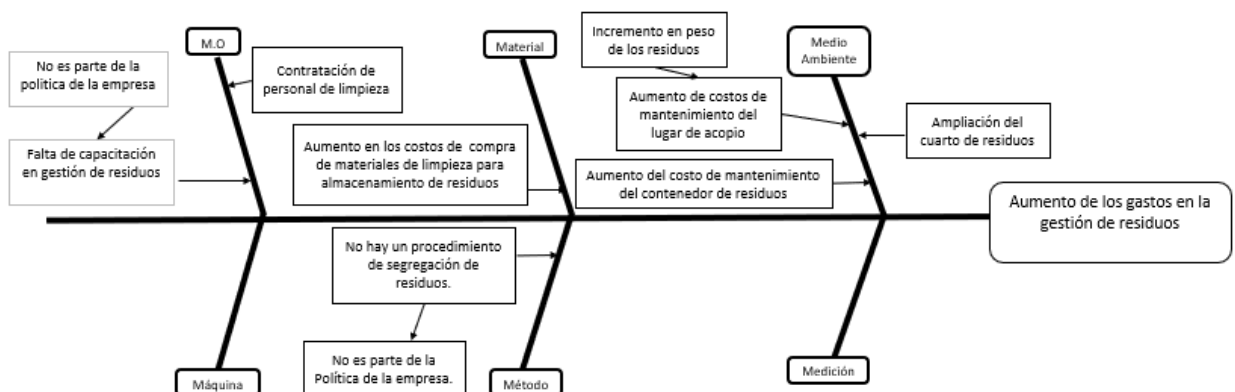 M.O
Material
Incremento en peso
de los residuos
Medio
Ambiente
No es parte de la
politica de la empresa
Contratación de
personal de limpieza
Aumento de costos de
mantenimiento del
lugar de acopio
Ampliación del
cuarto de residuos
Falta de capacitación
en gestión de residuos
Aumento en los costos de compra
de materiales de limpieza para
almacenamiento de residuos
Aumento del costo de mantenimiento
del contenedor de residuos
Aumento de los gastos en la
gestión de residuos
No hay un procedimiento
de segregación de
residuos.
No es parte de la
Política de la empresa.
Máquina
Método
Medición